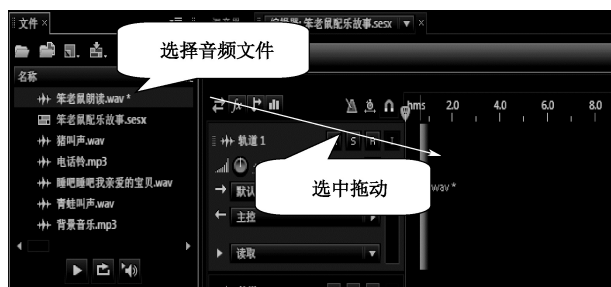 文件 ×
编辑器: 笨老鼠配乐故事.sesx ▼ ×
选择音频文件
名称
笨老鼠朗读.wav *
笨老鼠配乐故事.sesx
猪叫声.wav
电话铃.mp3
睡吧睡吧我亲爱的宝贝.wav
青蛙叫声.wav
背景音乐.mp3
fx
hms 2.0 4.0 6.0 8.0
轨道 1
S R I
选中拖动
默认
.wav *
主控
读取